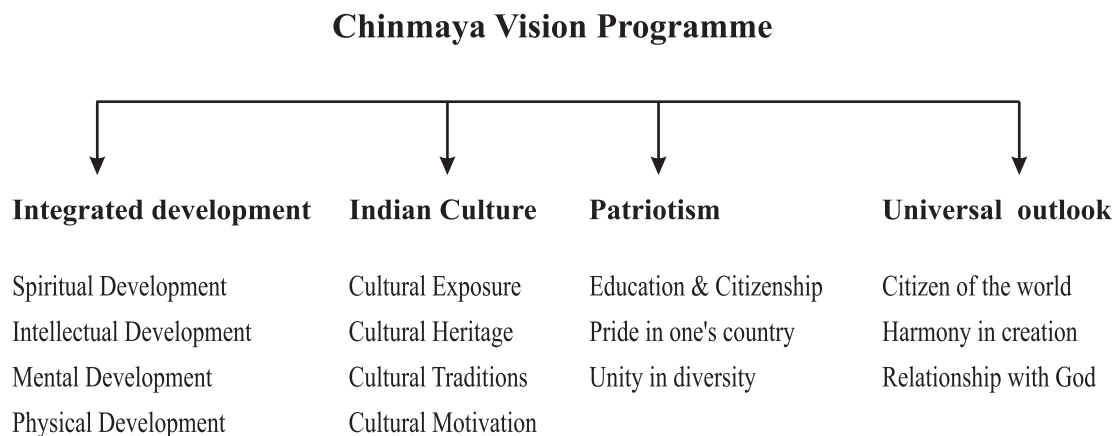 Chinmaya Vision Programme
Integrated development
Spiritual Development
Intellectual Development
Mental Development
Physical Development
Indian Culture
Cultural Exposure
Cultural Heritage
Cultural Traditions
Cultural Motivation
Patriotism
Education & Citizenship
Pride in one's country
Unity in diversity
Universal outlook
Citizen of the world
Harmony in creation
Relationship with God